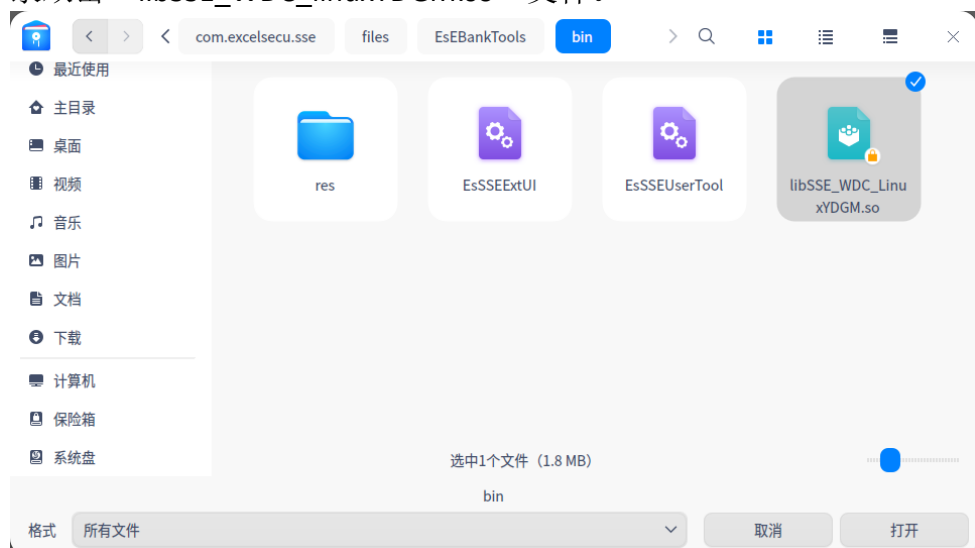 com.excelsecu.sse
files
EsEBankTools
bin
最近使用
主目录
桌面
视频
音乐
图片
文档
下载
计算机
保险箱
系统盘
res
EsSSEExtUI
EsSSEUserTool
libSSE_WDC_Linu
xYDGM.so
选中1个文件（1.8 MB）
bin
格式
所有文件
取消
打开